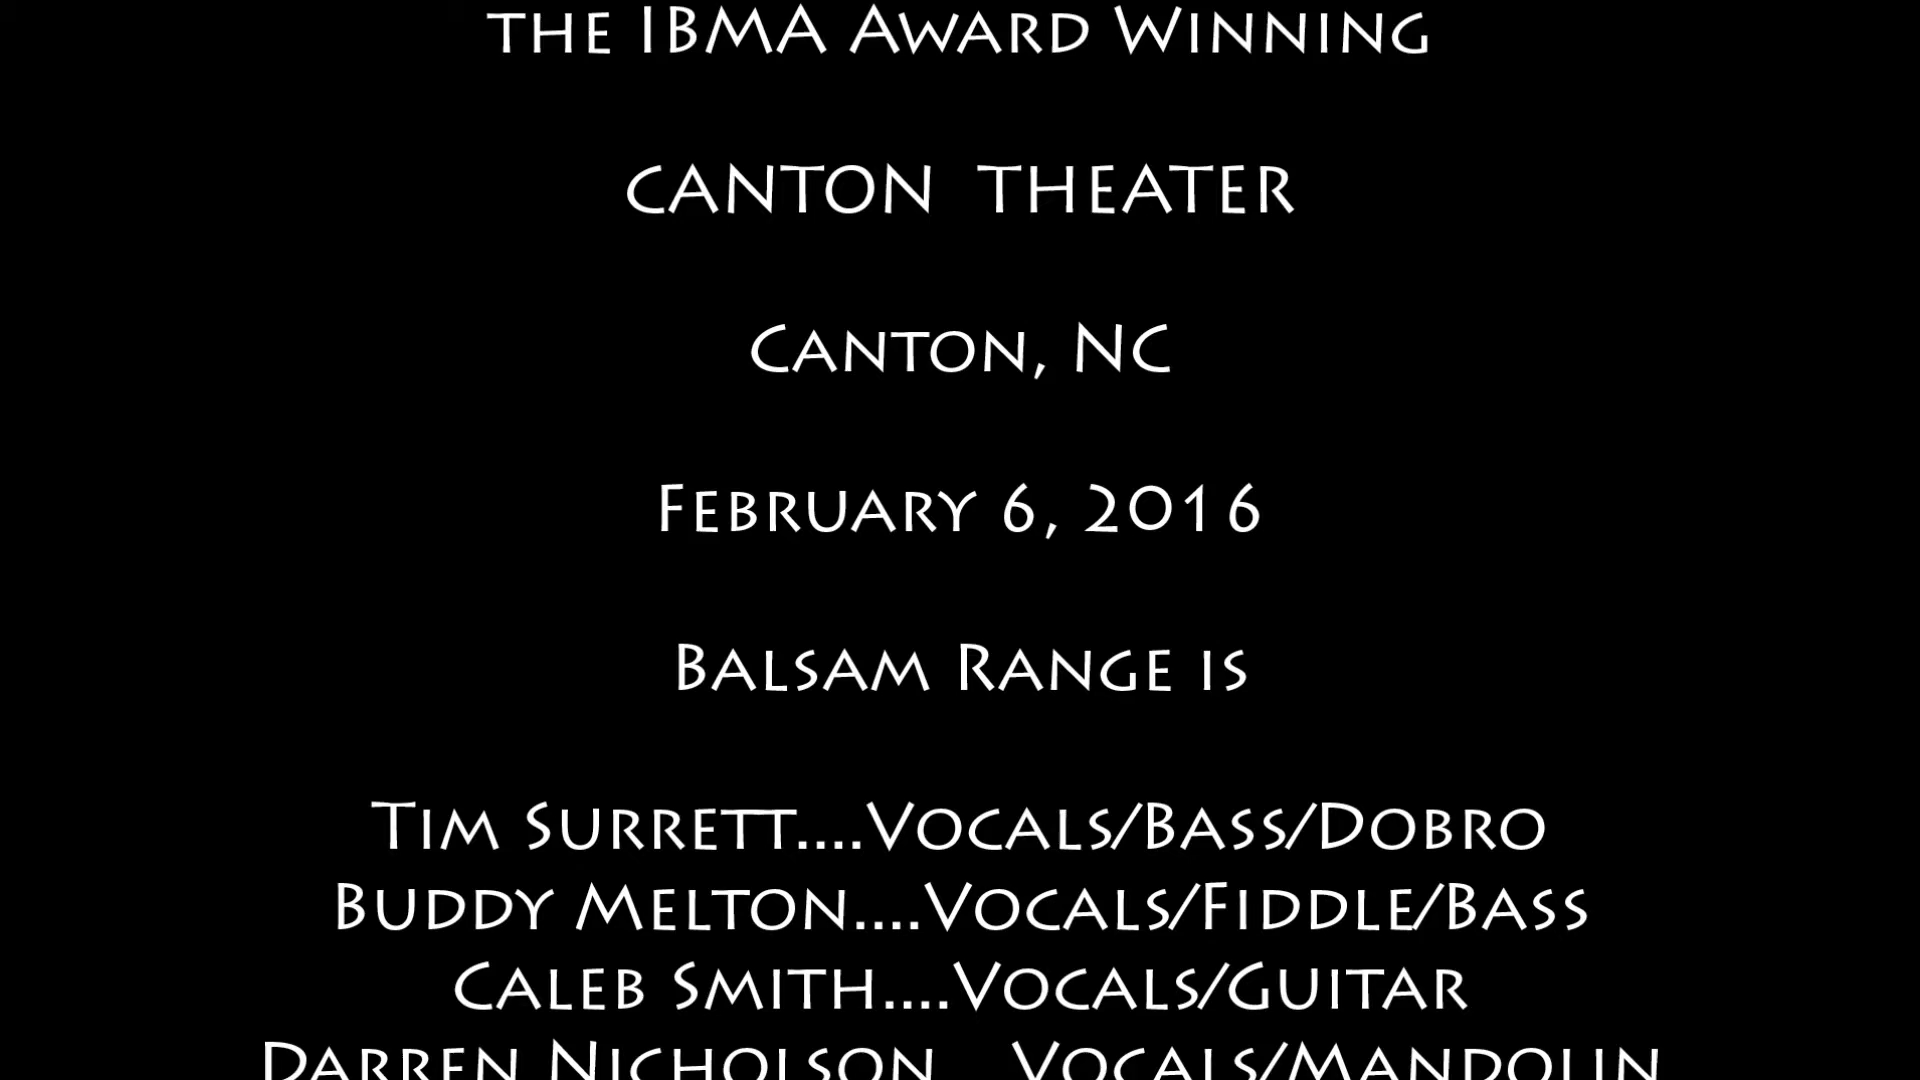 the IBMA Award Winning
CANTON THEATER
Canton, NC
February 6, 2016
Balsam Range is
Tim Surrett....Vocals/Bass/Dobro
Buddy Melton....Vocals/Fiddle/Bass
Caleb Smith....Vocals/Guitar
Darren Nicholson....Vocals/Mandolin